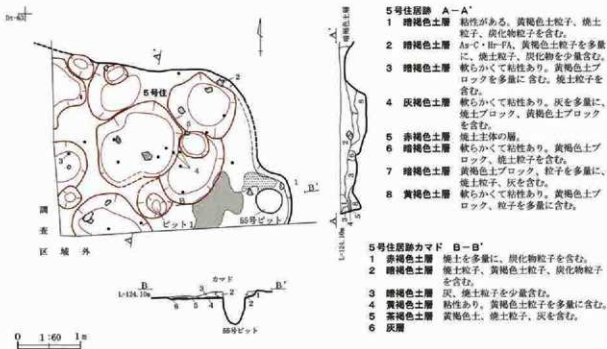 5号住居跡 A－A'
1 暗褐色土層 粘性がある。黄褐色土粒子、焼土
粒子、炭化物粒子を含む。
2 暗褐色土層 As-C・Hr-FA、黄褐色土粒子を多量
に、焼土粒子、炭化物を少量含む。
3 暗褐色土層 軟らかくて粘性あり。黄褐色土ブ
ロックを多量に含む。焼土粒子を
含む。
4 灰褐色土層 軟らかくて粘性あり。灰を多量に、
焼土ブロック、黄褐色土ブロック
を含む。
5 赤褐色土層 焼土主体の層。
6 暗褐色土層 軟らかくて粘性あり。黄褐色土ブ
ロック、焼土粒子を含む。
7 暗褐色土層 黄褐色土ブロック、粒子を多量に、
焼土粒子、灰を含む。
8 黄褐色土層 軟らかくて粘性あり。黄褐色土ブ
ロック、粒子を多量に含む。
5号住居跡カマド B－B'
1 赤褐色土層 焼土を多量に、炭化物粒子を含む。
2 暗褐色土層 焼土粒子、黄褐色土粒子、炭化物粒子
を含む。
3 暗褐色土層 灰、焼土粒子を少量含む。
4 黄褐色土層 粘性あり。黄褐色土粒子を多量に含む。
5 茶褐色土層 黄褐色土、焼土粒子、灰を含む。
6 灰層
5号住
A'
A'
2
5
3
4
1
B'
調
査
区域外
ピット1
55号ピット
B
カマド
B'
L=124.10m
3
2
6
5
4
1
55号ピット
L=124.10m
0 1:60 1m